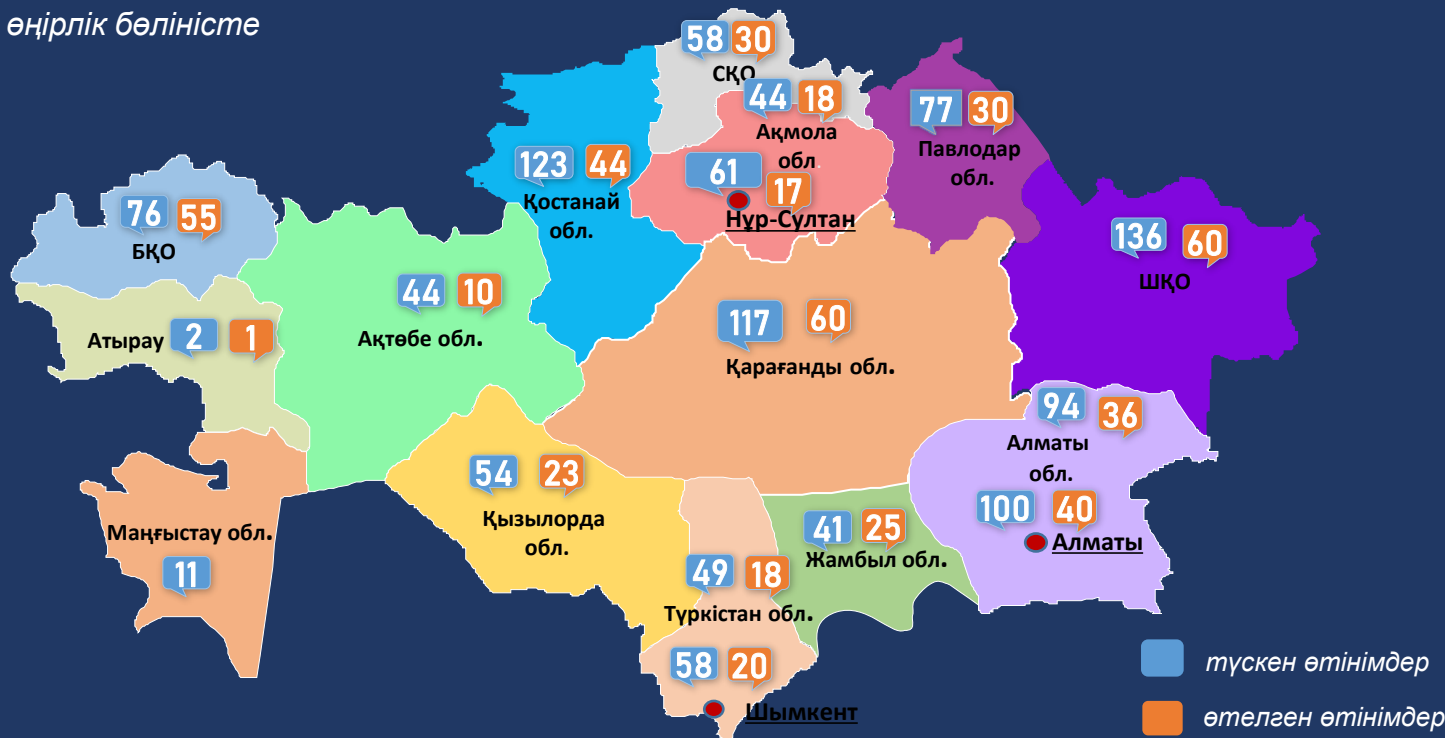 өңірлік бөліністе
58 30
СҚО
44 18
Ақмола
обл
61 17
Нұр-Сұлтан
77 30
Павлодар
обл.
123 44
Қостанай
обл.
76 55
БҚО
136 60
ШҚО
44 10
Ақтөбе обл.
Атырау 2 1
117 60
Қарағанды обл.
94 36
Алматы
обл.
100 40
Алматы
54 23
Қызылорда
обл.
Маңғыстау обл.
11
41 25
Жамбыл обл.
49 18
Түркістан обл.
58 20
Шымкент
түскен өтінімдер
өтелген өтінімдер